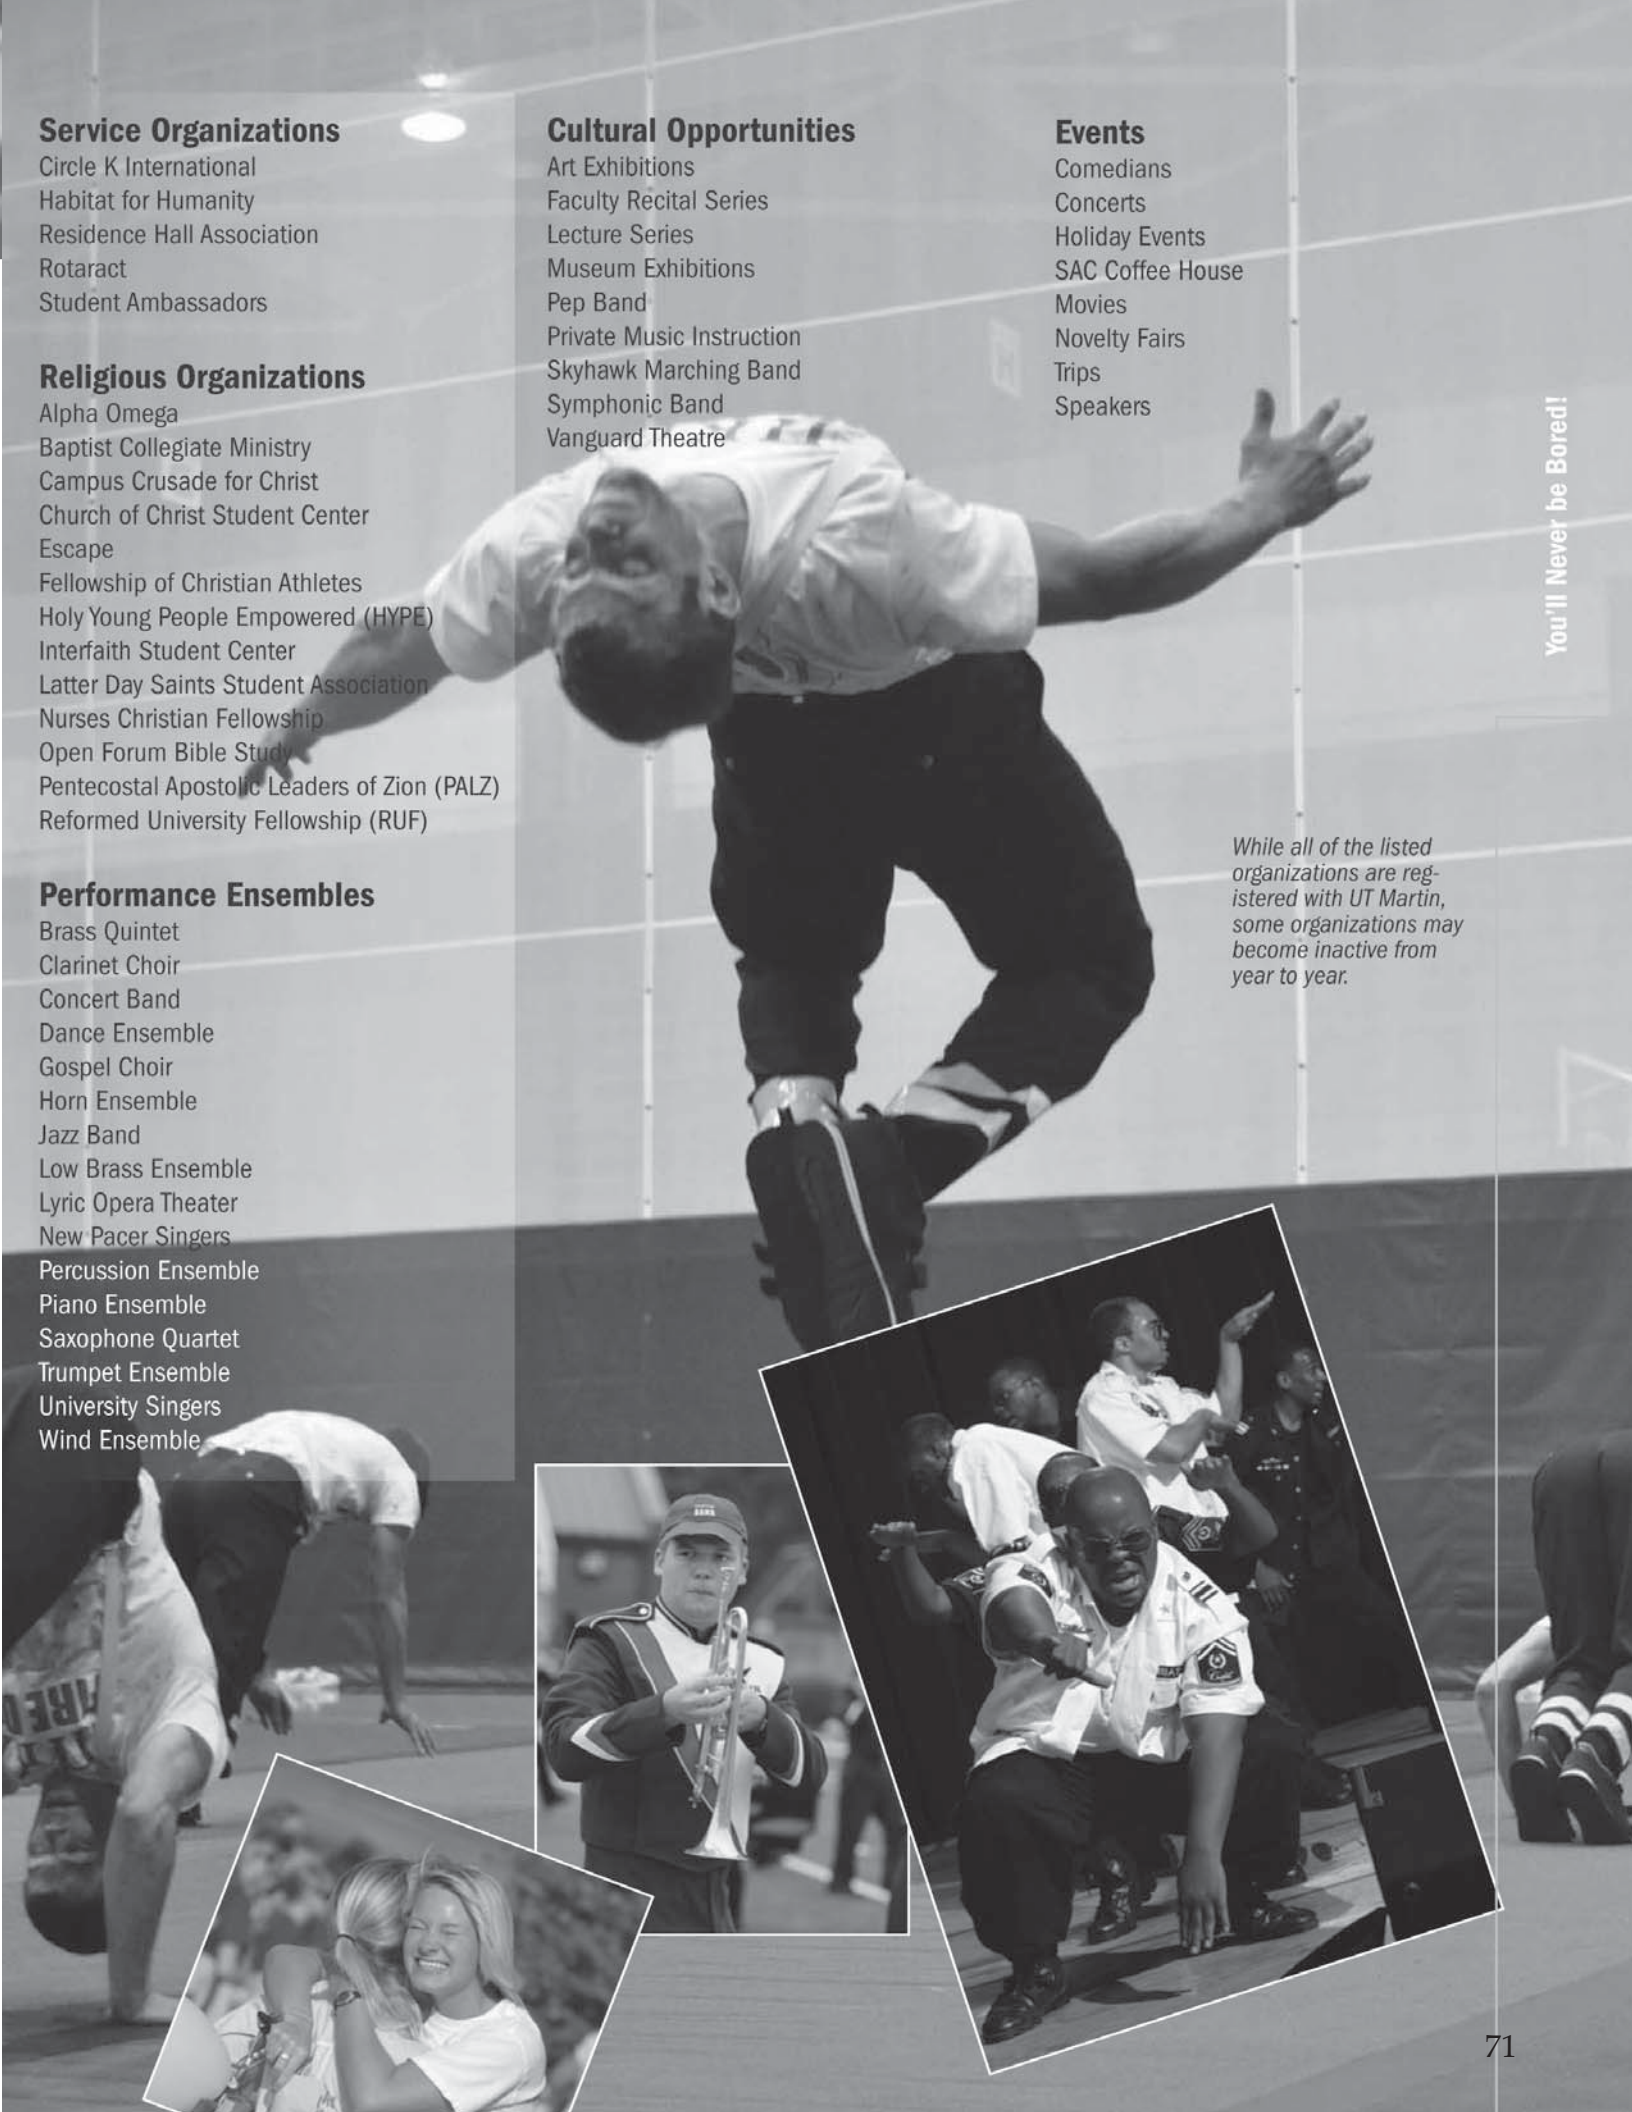 Service Organizations
Circle K International
Habitat for Humanity
Residence Hall Association
Rotaract
Student Ambassadors
Religious Organizations
Alpha Omega
Baptist Collegiate Ministry
Campus Crusade for Christ
Church of Christ Student Center
Escape
Fellowship of Christian Athletes
Holy Young People Empowered (HYPE)
Interfaith Student Center
Latter Day Saints Student Association
Nurses Christian Fellowship
Open Forum Bible Study
Pentecostal Apostolic Leaders of Zion (PALZ)
Reformed University Fellowship (RUF)
Performance Ensembles
Brass Quintet
Clarinet Choir
Concert Band
Dance Ensemble
Gospel Choir
Horn Ensemble
Jazz Band
Low Brass Ensemble
Lyric Opera Theater
New Pacer Singers
Percussion Ensemble
Piano Ensemble
Saxophone Quartet
Trumpet Ensemble
University Singers
Wind Ensemble
Cultural Opportunities
Art Exhibitions
Faculty Recital Series
Lecture Series
Museum Exhibitions
Pep Band
Private Music Instruction
Skyhawk Marching Band
Symphonic Band
Vanguard Theatre
Events
Comedians
Concerts
Holiday Events
SAC Coffee House
Movies
Novelty Fairs
Trips
Speakers
You'll Never be Bored!
While all of the listed
organizations are reg-
istered with UT Martin,
some organizations may
become inactive from
year to year.
BAND
71